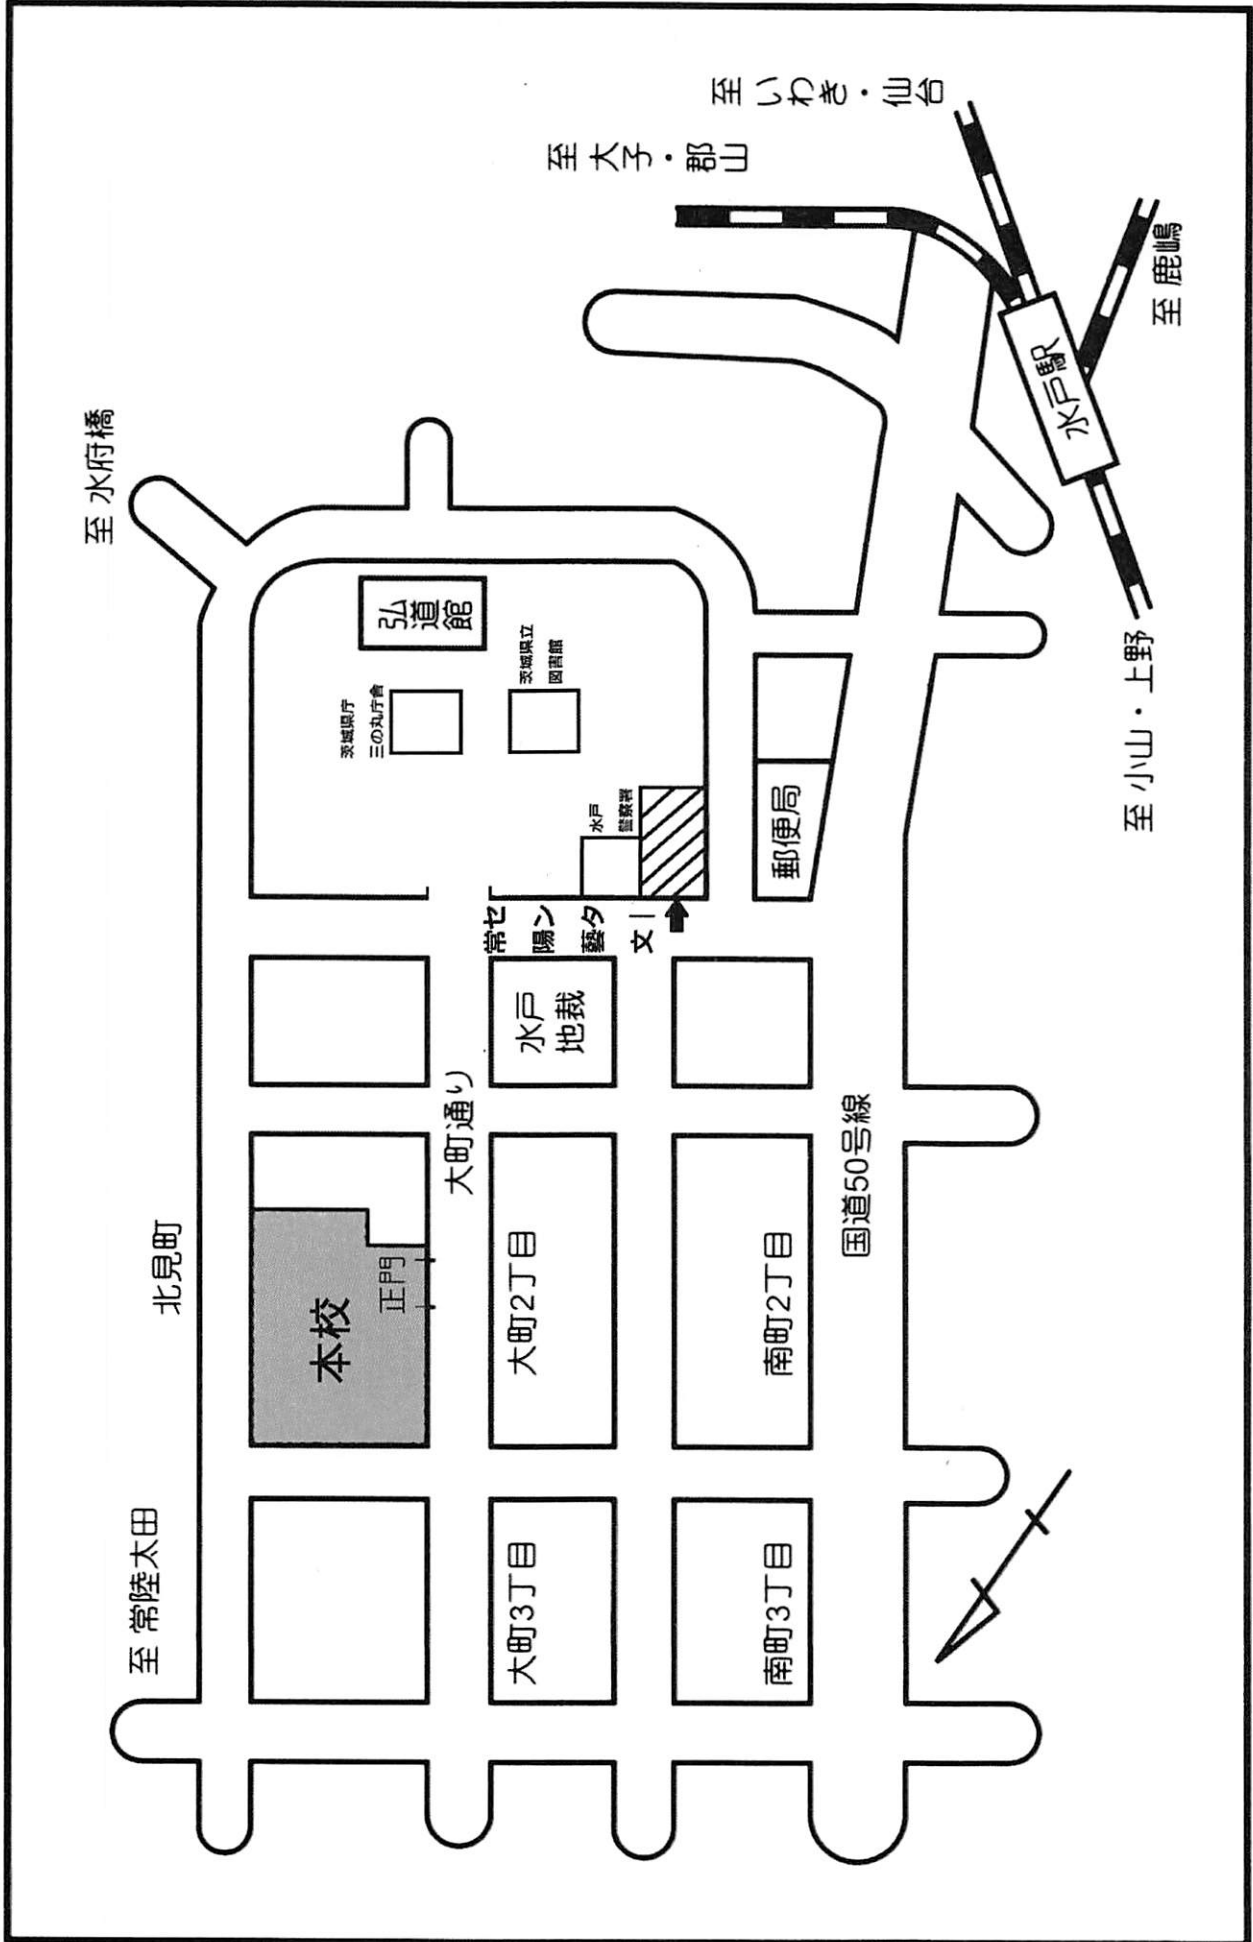 至 いわき・仙台
至 大子・郡山
至 水府橋
至 鹿嶋
水戸駅
弘道館
茨城県庁
三の丸庁舎
茨城県立
図書館
水戸
警察署
郵便局
至 小山・上野
常陽藝文
センター
水戸
地裁
大町通り
国道50号線
北見町
本校
正門
大町2丁目
南町2丁目
至 常陸太田
大町3丁目
南町3丁目